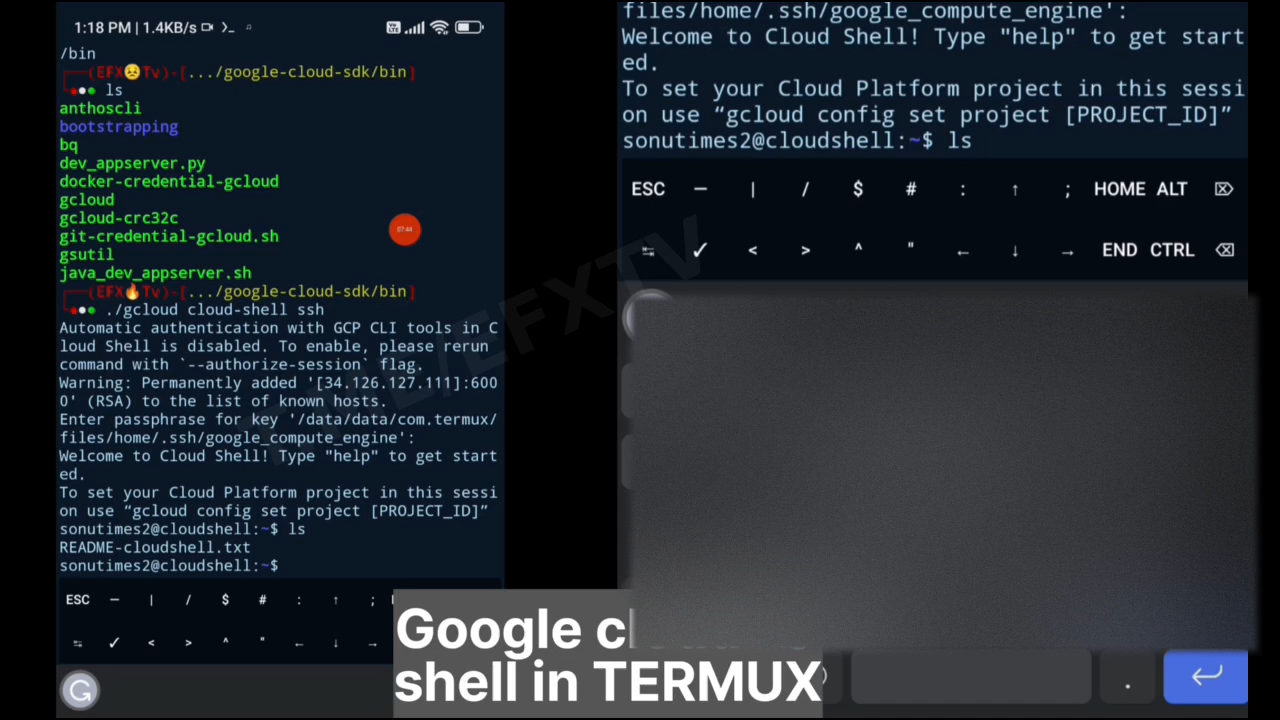 1:18 PM | 1.4KB/s
/bin
(EFX😣Tv)-[.../google-cloud-sdk/bin]
ls
anthoscli
bootstrapping
bq
dev_appserver.py
docker-credential-gcloud
gcloud
gcloud-crc32c
git-credential-gcloud.sh
gsutil
java_dev_appserver.sh
(EFX🔥Tv)-[.../google-cloud-sdk/bin]
./gcloud cloud-shell ssh
Automatic authentication with GCP CLI tools in C
loud Shell is disabled. To enable, please rerun
command with `--authorize-session` flag.
Warning: Permanently added '[34.126.127.111]:600
0' (RSA) to the list of known hosts.
Enter passphrase for key '/data/data/com.termux/
files/home/.ssh/google_compute_engine':
Welcome to Cloud Shell! Type "help" to get start
ed.
To set your Cloud Platform project in this sessi
on use “gcloud config set project [PROJECT_ID]”
sonutimes2@cloudshell:~$ ls
README-cloudshell.txt
sonutimes2@cloudshell:~$
ESC — | / $ # : ↑ ;
↹ ✓ < > ^ " ← ↓ →
07:44
files/home/.ssh/google_compute_engine':
Welcome to Cloud Shell! Type "help" to get start
ed.
To set your Cloud Platform project in this sessi
on use “gcloud config set project [PROJECT_ID]”
sonutimes2@cloudshell:~$ ls
ESC — | / $ # : ↑ ; HOME ALT ⌦
↹ ✓ < > ^ " ← ↓ → END CTRL ⌫
.
Google
shell in TERMUX